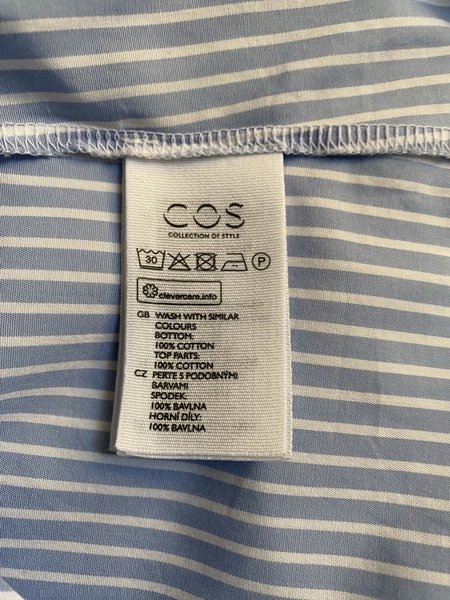 COS
COLLECTION OF STYLE
30 P
clevercare.info
GB WASH WITH SIMILAR
COLOURS
BOTTOM:
100% COTTON
TOP PARTS:
100% COTTON
CZ PERTE S PODOBNÝMI
BARVAMI
SPODEK:
100% BAVLNA
HORNÍ DÍLY:
100% BAVLNA